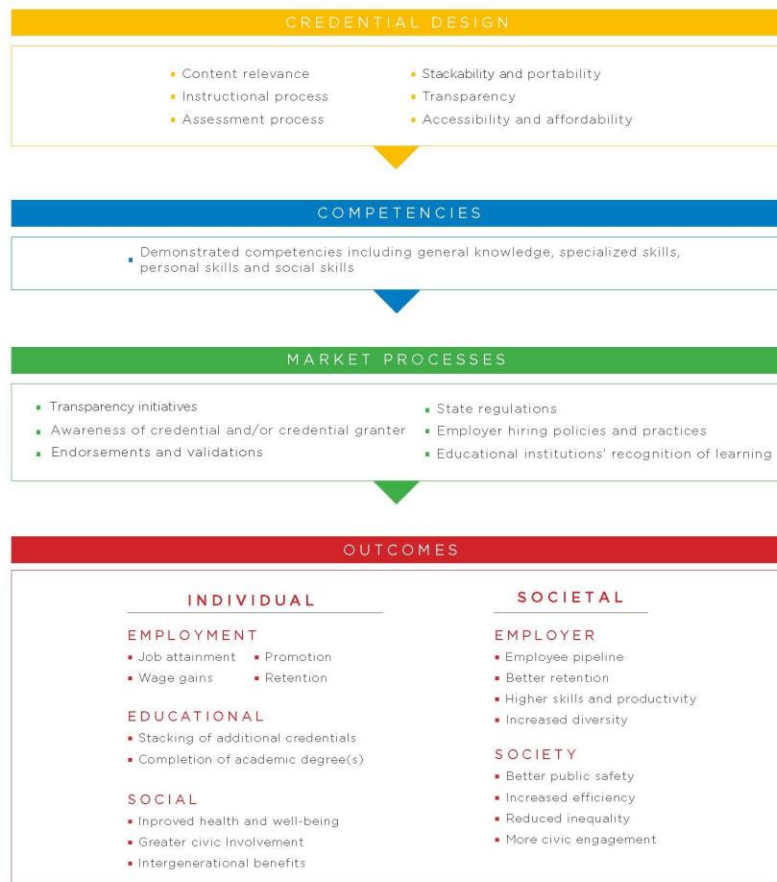 CREDENTIAL DESIGN
Content relevance
Instructional process
Assessment process
Stackability and portability
Transparency
Accessibility and affordability
COMPETENCIES
Demonstrated competencies including general knowledge, specialized skills,
personal skills and social skills
MARKET PROCESSES
Transparency initiatives
Awareness of credential and/or credential granter
Endorsements and validations
State regulations
Employer hiring policies and practices
Educational institutions' recognition of learning
OUTCOMES
INDIVIDUAL
EMPLOYMENT
Job attainment
Promotion
Wage gains
Retention
EDUCATIONAL
Stacking of additional credentials
Completion of academic degree(s)
SOCIAL
Inproved health and well-being
Greater civic Involvement
Intergenerational benefits
SOCIETAL
EMPLOYER
Employee pipeline
Better retention
Higher skills and productivity
Increased diversity
SOCIETY
Better public safety
Increased efficiency
Reduced inequality
More civic engagement